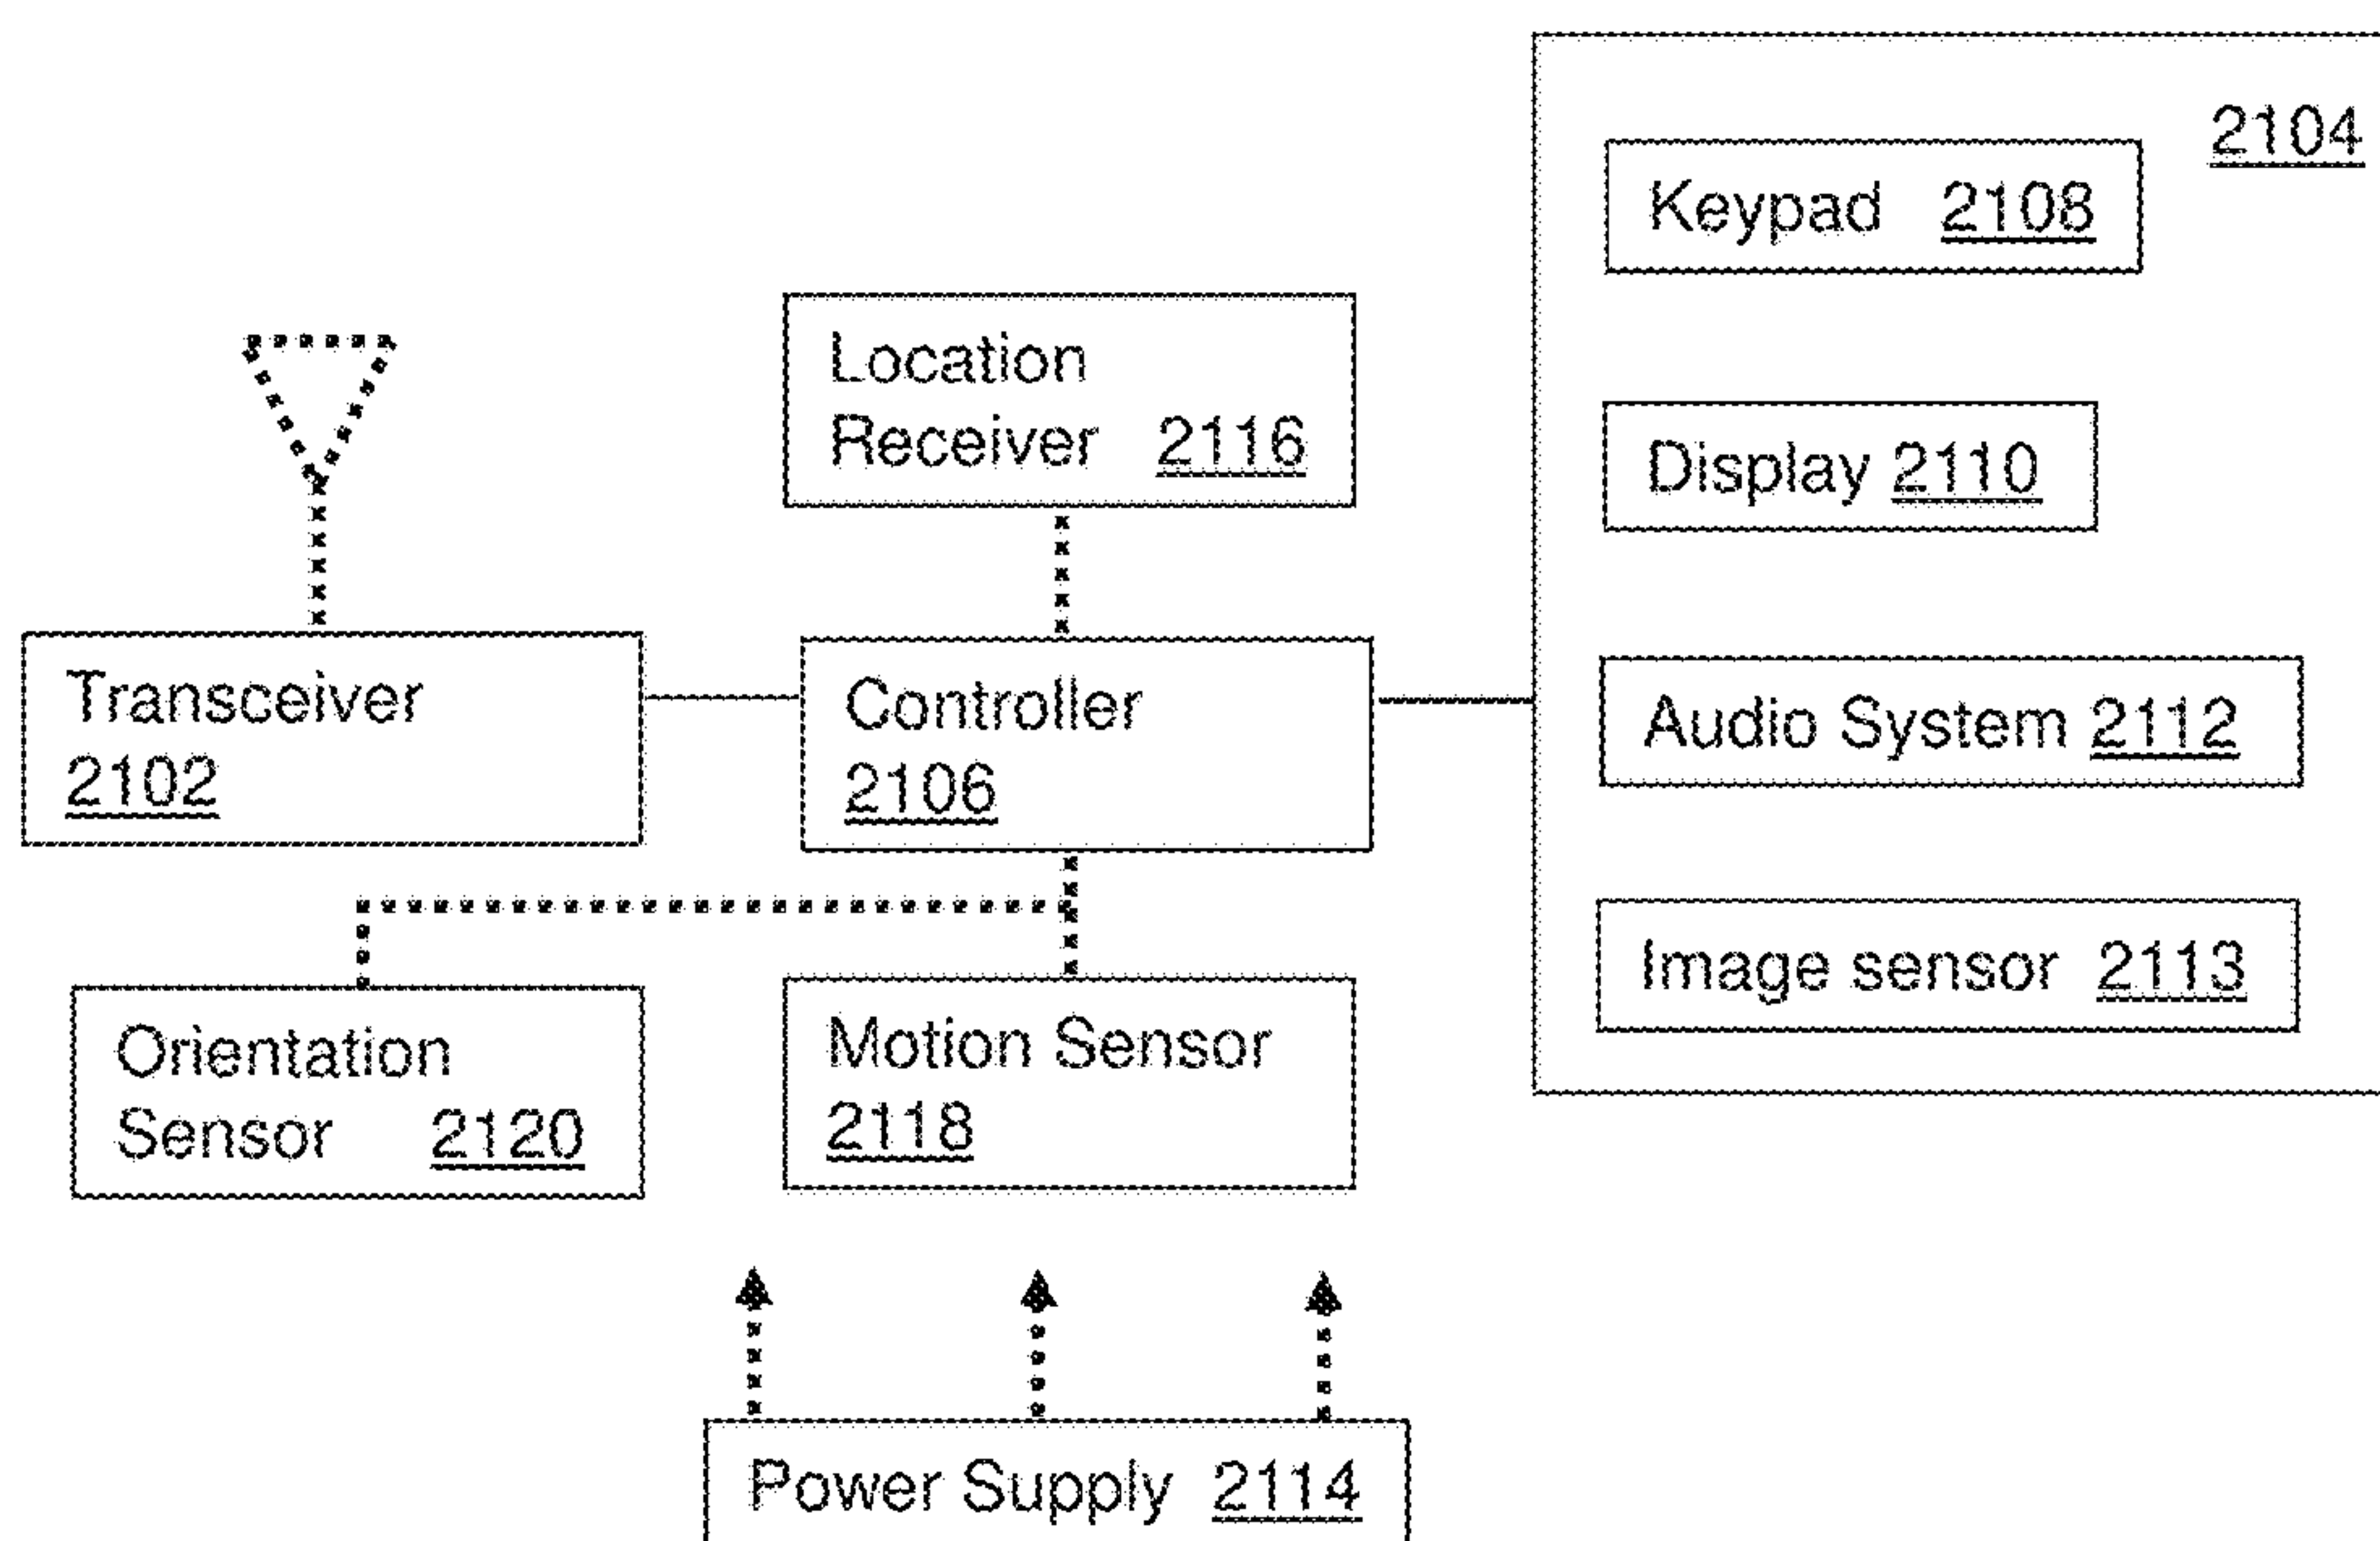 2104
Keypad 2108
Location
Receiver 2116
Display 2110
Transceiver
2102
Controller
2106
Audio System 2112
Image sensor 2113
Orientation
Sensor 2120
Motion Sensor
2118
Power Supply 2114